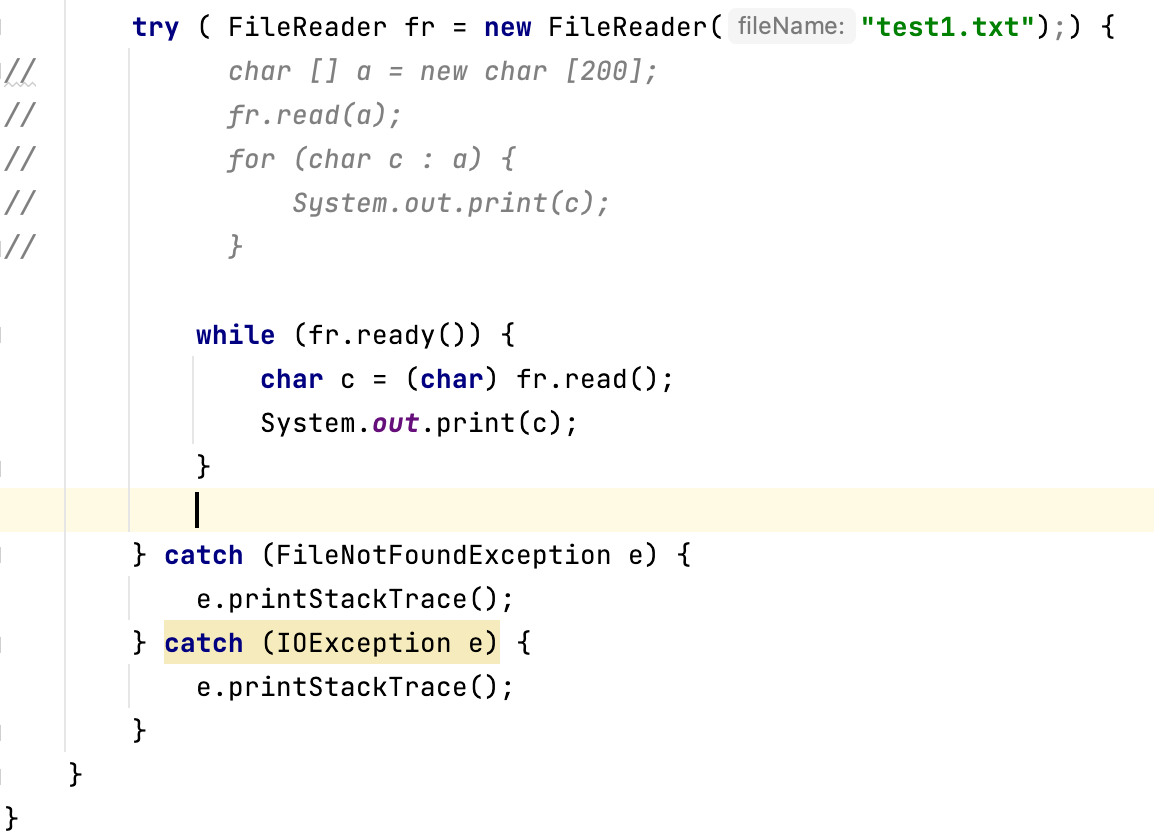 try ( FileReader fr = new FileReader( fileName: "test1.txt");) {
//            char [] a = new char [200];
//            fr.read(a);
//            for (char c : a) {
//                System.out.print(c);
//            }
while (fr.ready()) {
char c = (char) fr.read();
System.out.print(c);
}
} catch (FileNotFoundException e) {
e.printStackTrace();
} catch (IOException e) {
e.printStackTrace();
}
}
}